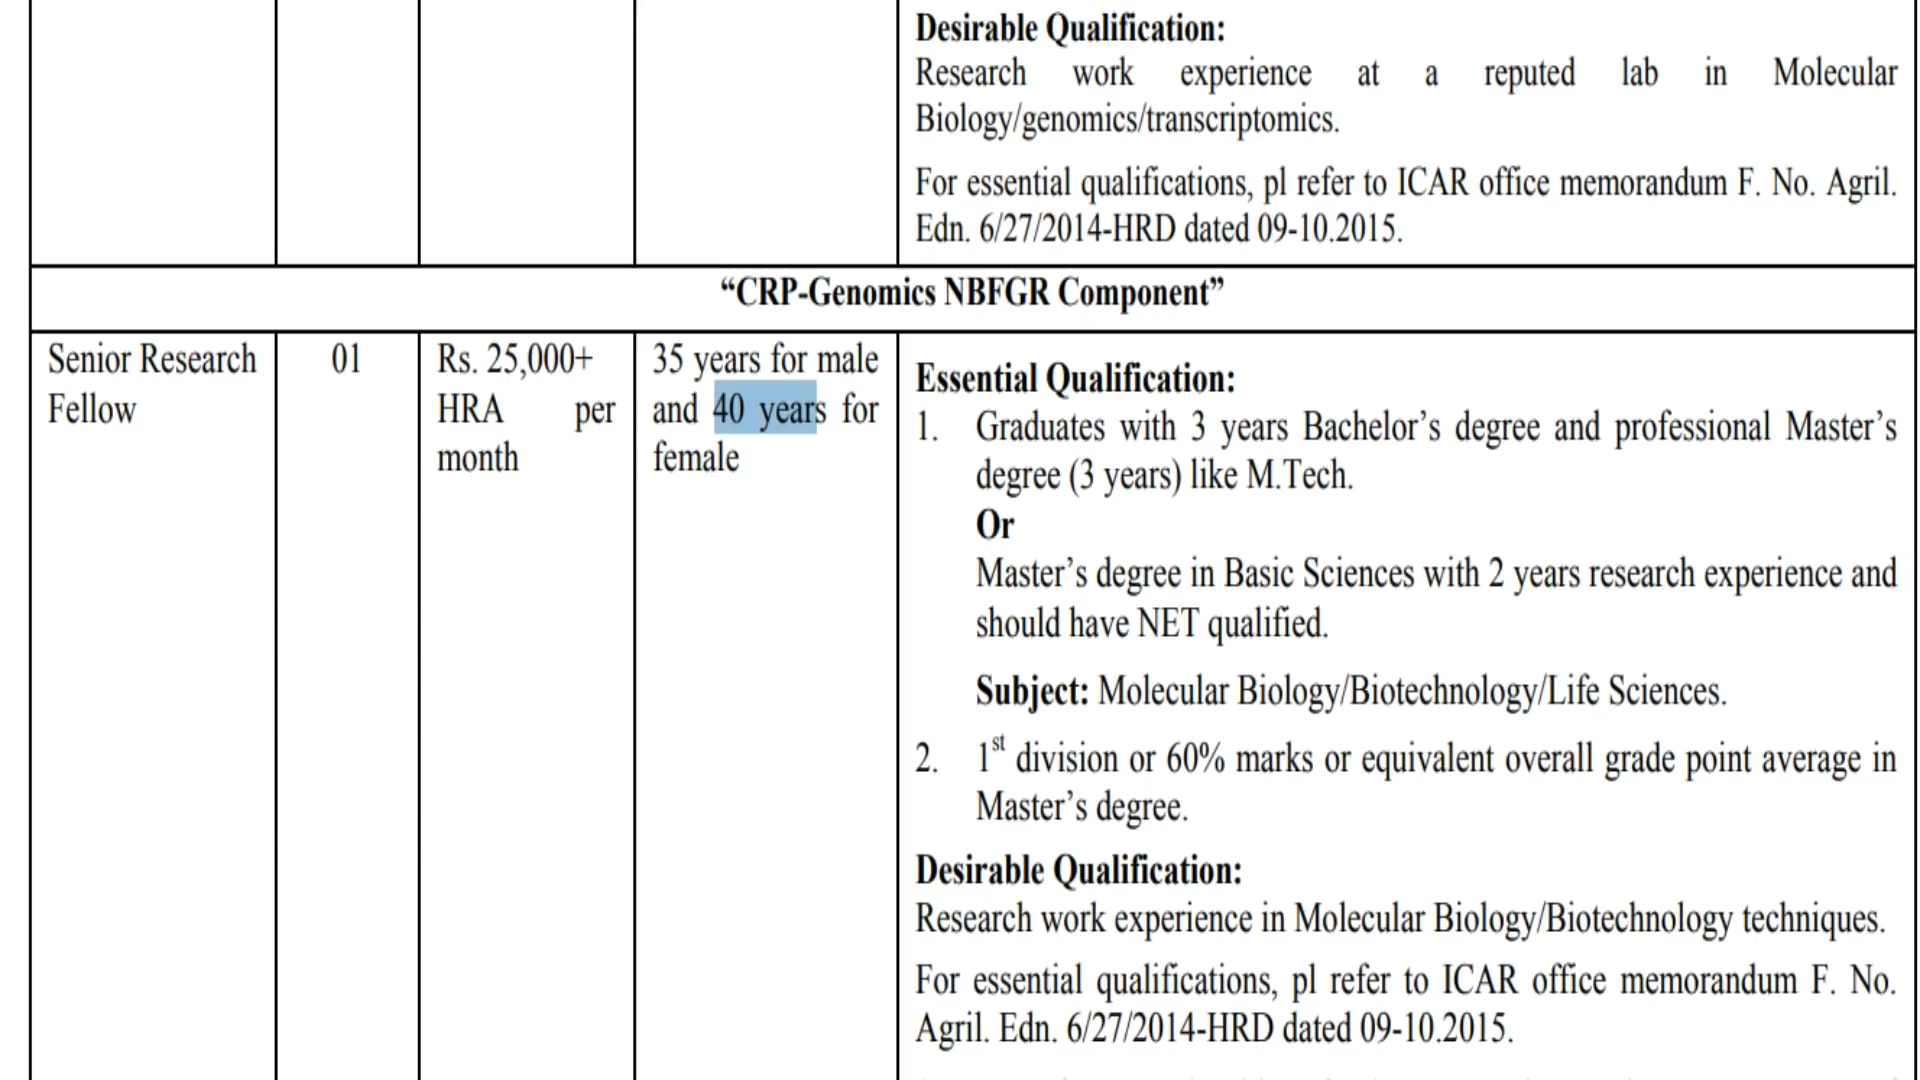 Desirable Qualification:
Research work experience at a reputed lab in Molecular
Biology/genomics/transcriptomics.
For essential qualifications, pl refer to ICAR office memorandum F. No. Agril.
Edn. 6/27/2014-HRD dated 09-10.2015.
“CRP-Genomics NBFGR Component”
Senior Research
Fellow
01
Rs. 25,000+
HRA per
month
35 years for male
and 40 years for
female
Essential Qualification:
1. Graduates with 3 years Bachelor’s degree and professional Master’s
degree (3 years) like M.Tech.
Or
Master’s degree in Basic Sciences with 2 years research experience and
should have NET qualified.
Subject: Molecular Biology/Biotechnology/Life Sciences.
2. 1st division or 60% marks or equivalent overall grade point average in
Master’s degree.
Desirable Qualification:
Research work experience in Molecular Biology/Biotechnology techniques.
For essential qualifications, pl refer to ICAR office memorandum F. No.
Agril. Edn. 6/27/2014-HRD dated 09-10.2015.